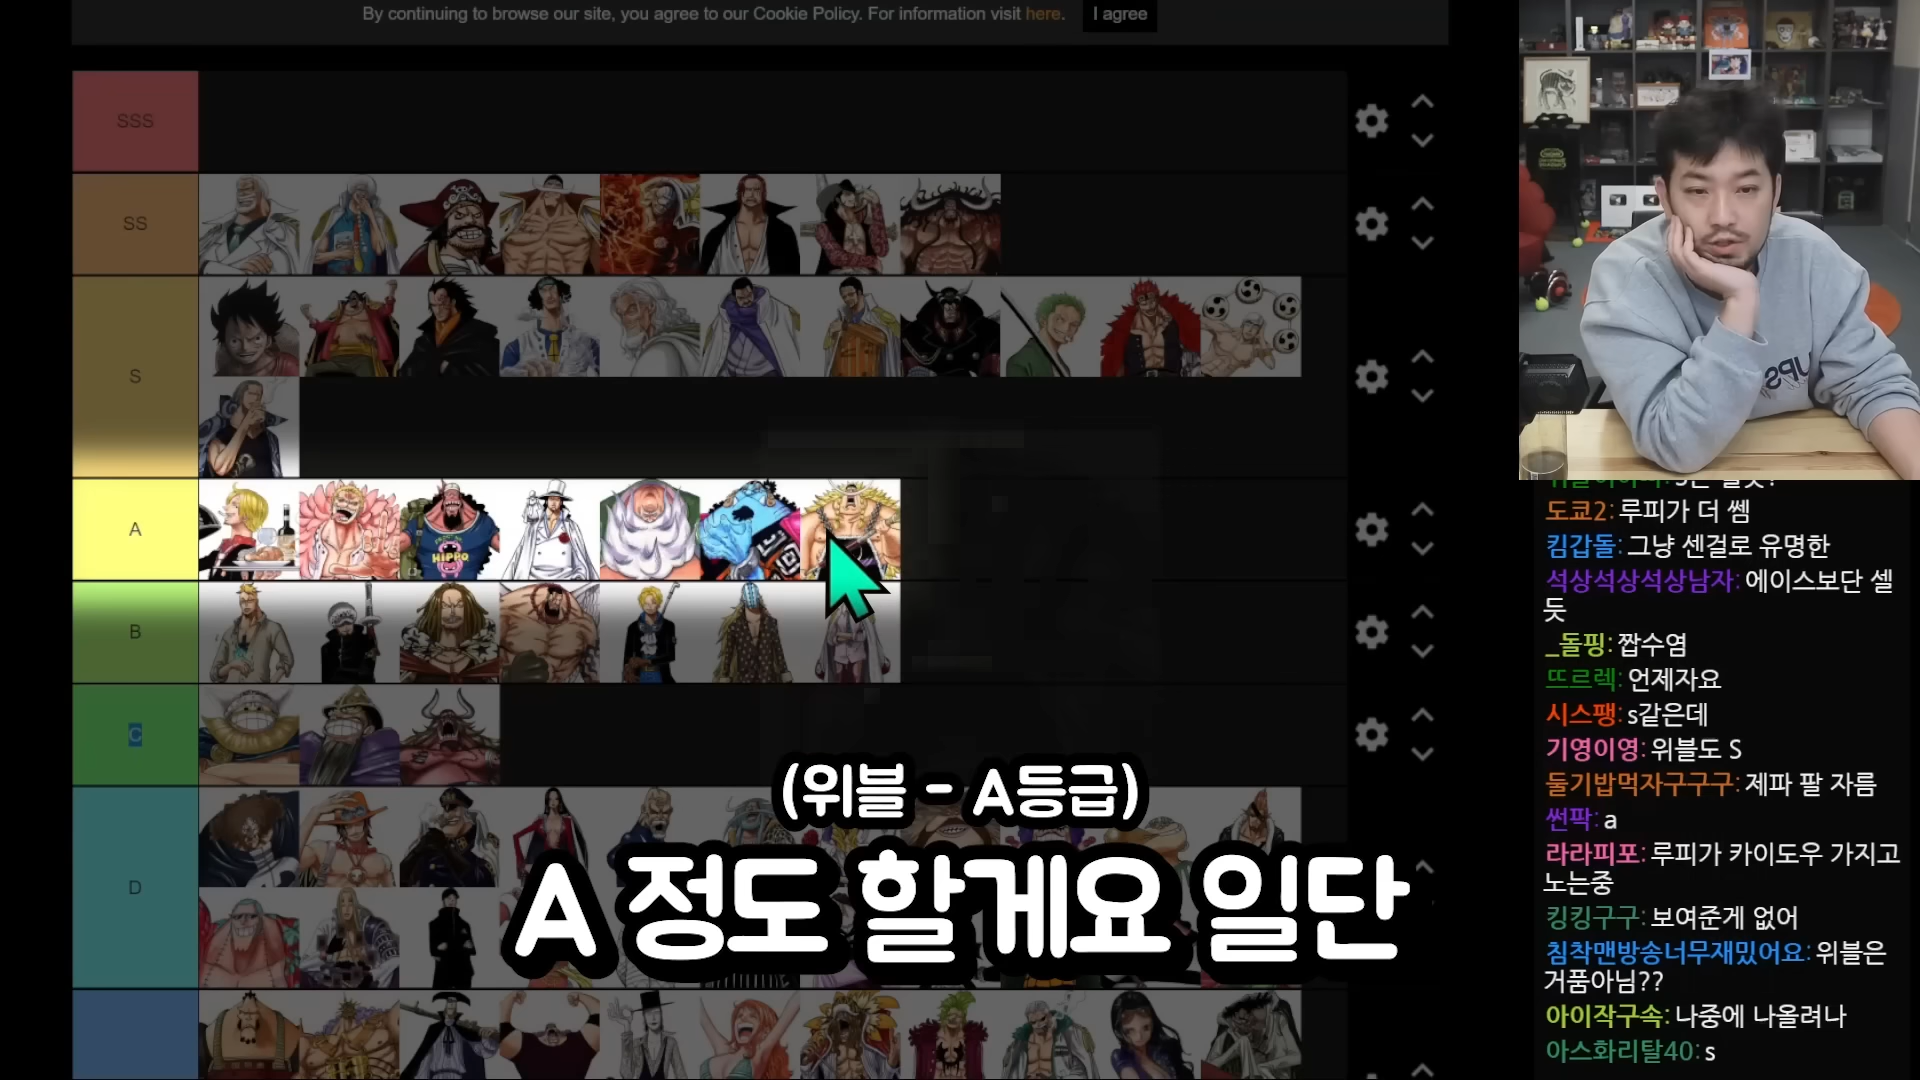 By continuing to browse our site, you agree to our Cookie Policy. For information visit here. I agree
SSS
SS
S
A
HIPPO
B
C
D
(위블 - A등급)
A 정도 할게요 일단
도쿄2: 루피가 더 쎔
킴갑돌: 그냥 센걸로 유명한
석상석상석상남자: 에이스보단 셀
듯
_돌핑: 짭수염
뜨르렉: 언제자요
시스팽: s같은데
기영이영: 위블도 S
둘기밥먹자구구구: 제파 팔 자름
썬팍: a
라라피포: 루피가 카이도우 가지고
노는중
킹킹구구: 보여준게 없어
침착맨방송너무재밌어요: 위블은
거품아님??
아이작구속: 나중에 나올려나
아스화리탈40: s